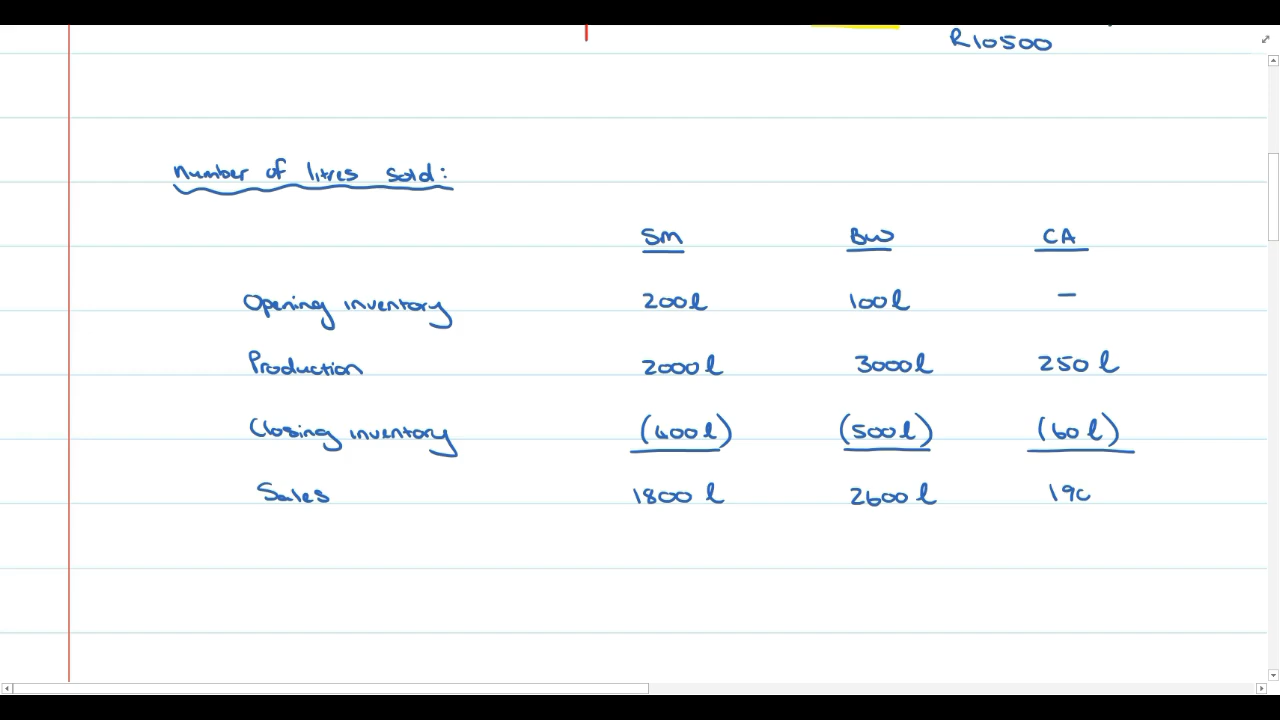 R10500
Number of litres sold:
SM BW CA
Opening inventory 200l 100l –
Production 2000l 3000l 250l
Closing inventory (400l) (500l) (60l)
Sales 1800l 2600l 190